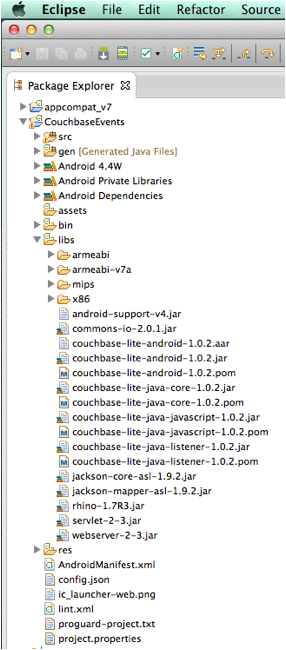 Eclipse File Edit Refactor Source
Package Explorer
appcompat_v7
CouchbaseEvents
src
gen [Generated Java Files]
Android 4.4W
Android Private Libraries
Android Dependencies
assets
bin
libs
armeabi
armeabi-v7a
mips
x86
android-support-v4.jar
commons-io-2.0.1.jar
couchbase-lite-android-1.0.2.aar
couchbase-lite-android-1.0.2.jar
couchbase-lite-android-1.0.2.pom
couchbase-lite-java-core-1.0.2.jar
couchbase-lite-java-core-1.0.2.pom
couchbase-lite-java-javascript-1.0.2.jar
couchbase-lite-java-javascript-1.0.2.pom
couchbase-lite-java-listener-1.0.2.jar
couchbase-lite-java-listener-1.0.2.pom
jackson-core-asl-1.9.2.jar
jackson-mapper-asl-1.9.2.jar
rhino-1.7R3.jar
servlet-2-3.jar
webserver-2-3.jar
res
AndroidManifest.xml
config.json
ic_launcher-web.png
lint.xml
proguard-project.txt
project.properties